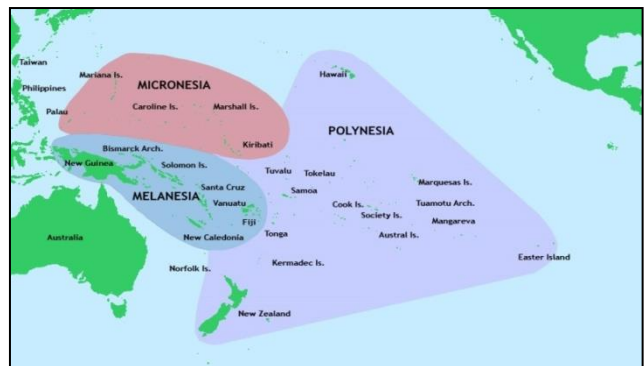 Taiwan
Mariana Is.
Hawaii
Philippines
MICRONESIA
Palau
Caroline Is.
Marshall Is.
POLYNESIA
Kiribati
Bismarck Arch.
New Guinea
Solomon Is.
Tuvalu
Tokelau
Santa Cruz
Samoa
Marquesas Is.
MELANESIA
Vanuatu
Cook Is.
Tuamotu Arch.
Society Is.
Fiji
Mangareva
Australia
New Caledonia
Tonga
Austral Is.
Norfolk Is.
Kermadec Is.
Easter Island
New Zealand